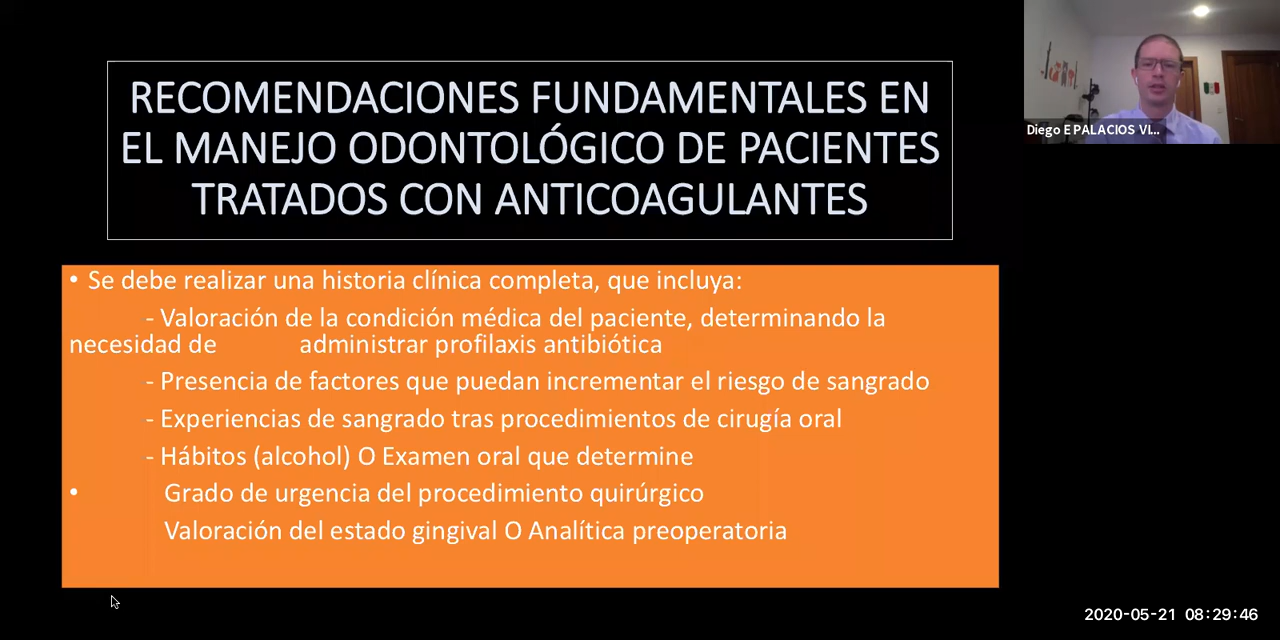 RECOMENDACIONES FUNDAMENTALES EN
EL MANEJO ODONTOLÓGICO DE PACIENTES
TRATADOS CON ANTICOAGULANTES
Diego E PALACIOS VI...
• Se debe realizar una historia clínica completa, que incluya:
- Valoración de la condición médica del paciente, determinando la
necesidad de administrar profilaxis antibiótica
- Presencia de factores que puedan incrementar el riesgo de sangrado
- Experiencias de sangrado tras procedimientos de cirugía oral
- Hábitos (alcohol) O Examen oral que determine
• Grado de urgencia del procedimiento quirúrgico
Valoración del estado gingival O Analítica preoperatoria
2020-05-21 08:29:46